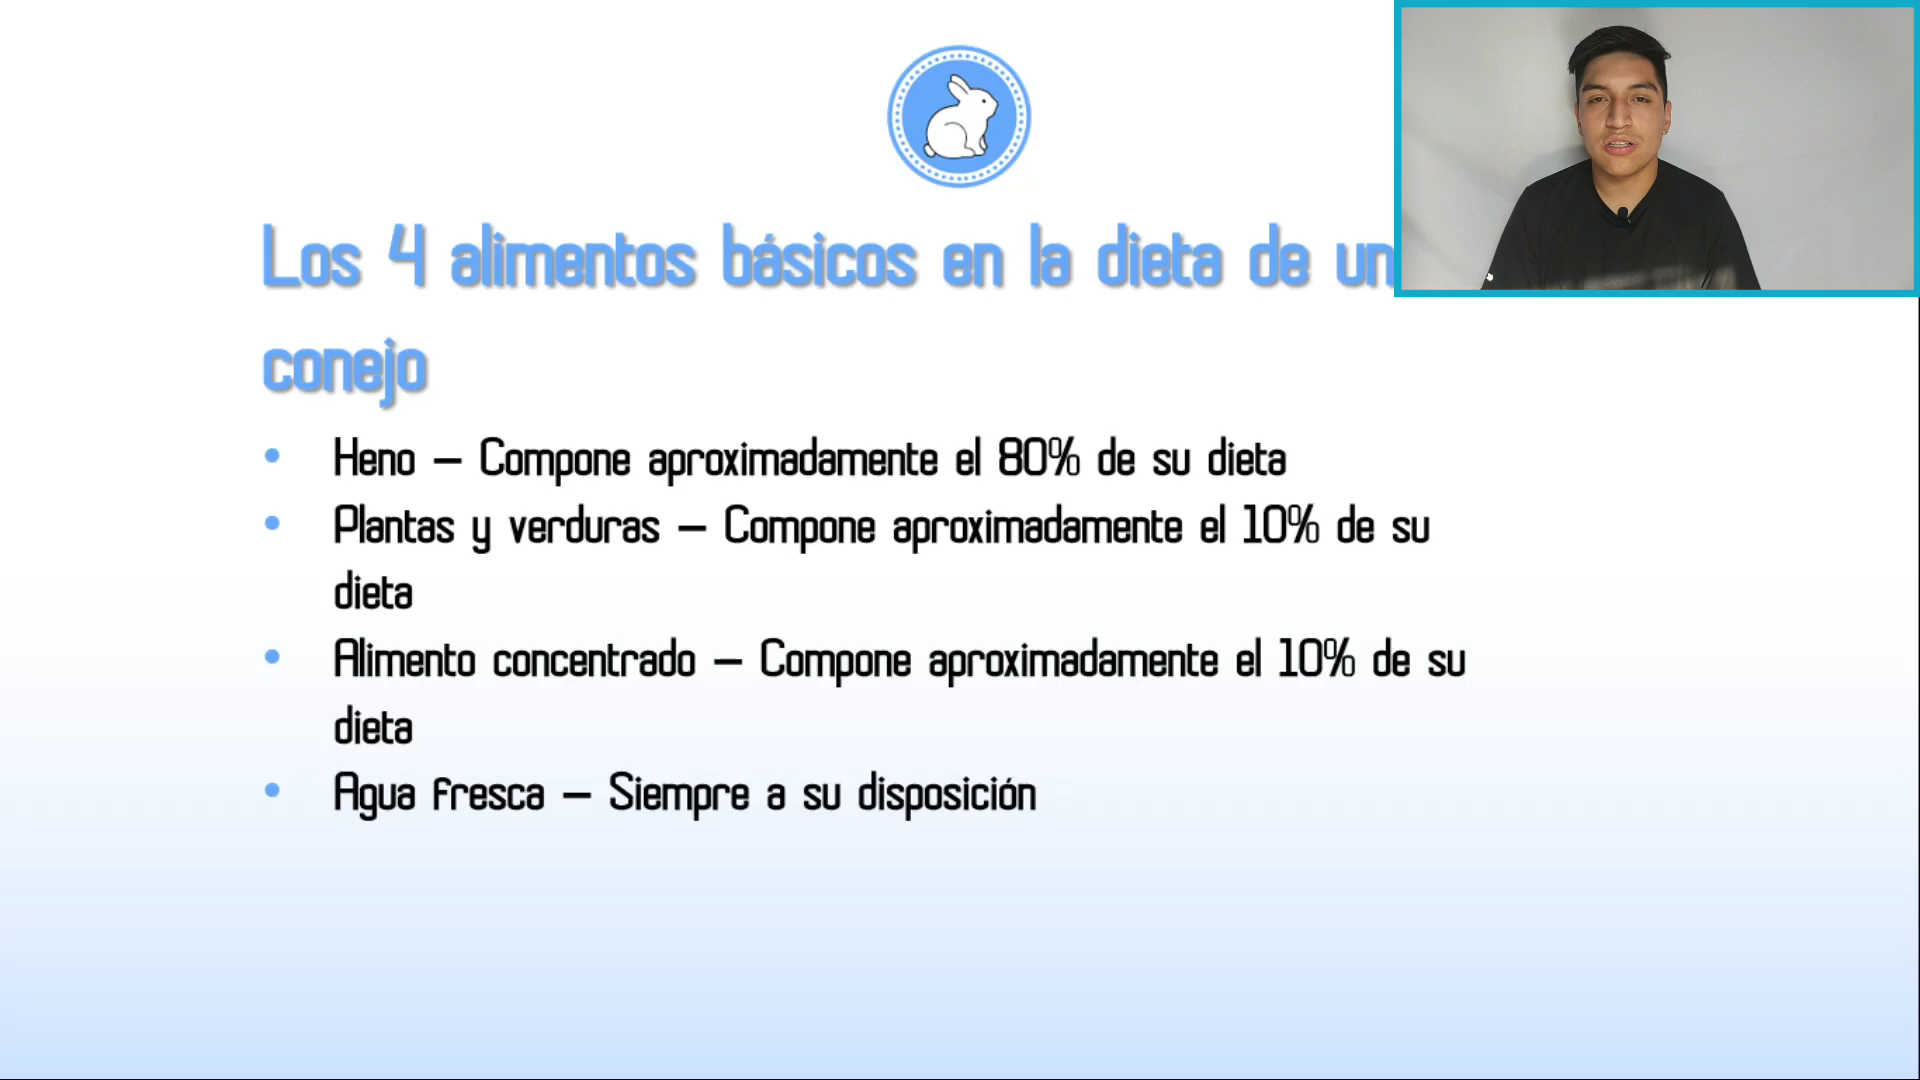 Los 4 alimentos básicos en la dieta de un
conejo
• Heno – Compone aproximadamente el 80% de su dieta
• Plantas y verduras – Compone aproximadamente el 10% de su
dieta
• Alimento concentrado – Compone aproximadamente el 10% de su
dieta
• Agua fresca – Siempre a su disposición